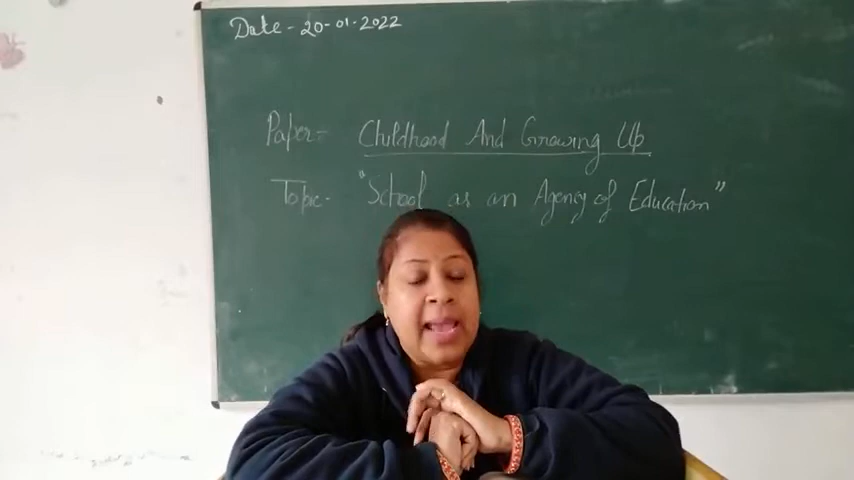 Date - 20-01-2022
Paper - Childhood And Growing Up
Topic - "School as an Agency of Education"